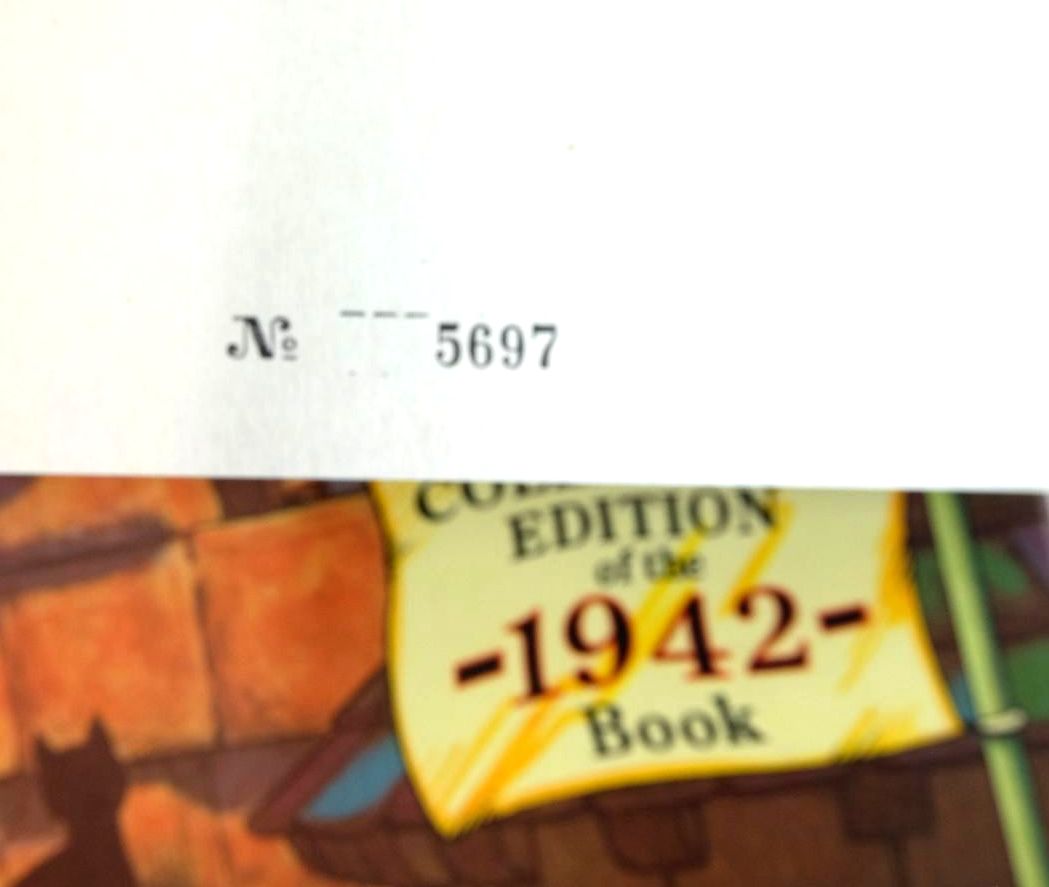 № 5697
EDITION
of the
-1942-
Book